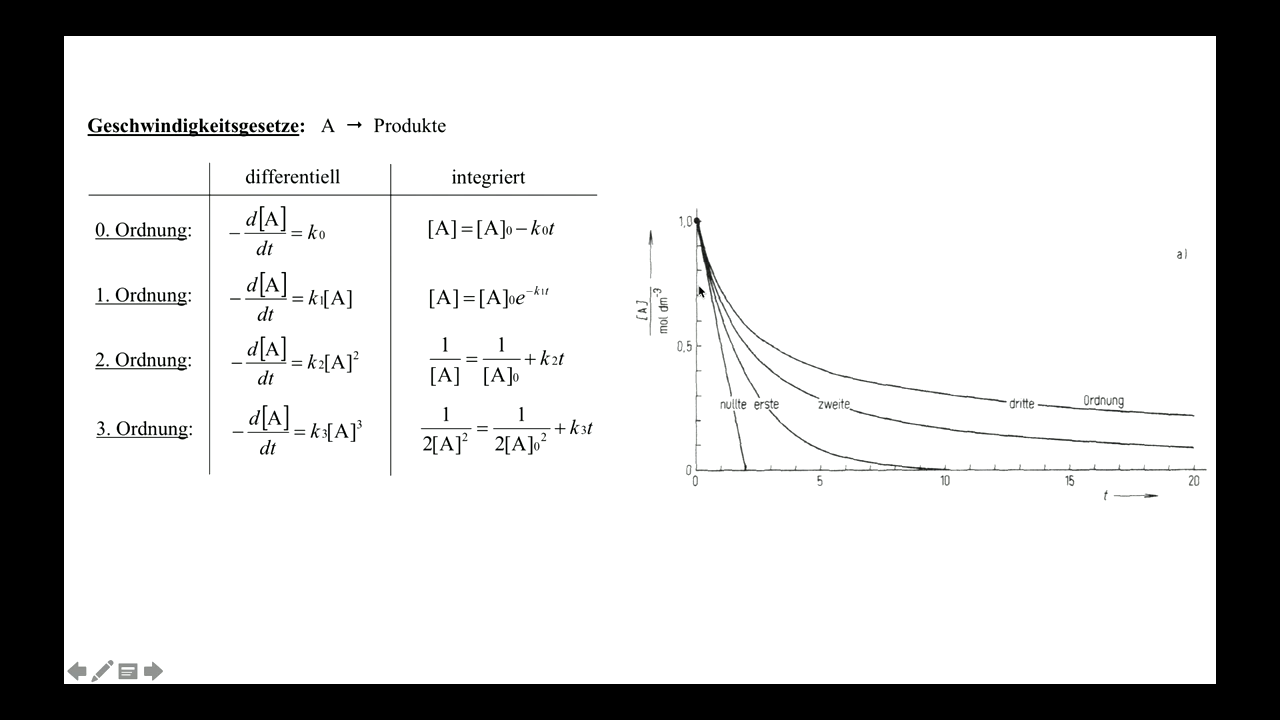 Geschwindigkeitsgesetze: A → Produkte
differentiell integriert
0. Ordnung: −d[A]/dt = k₀ [A] = [A]₀ − k₀t
1. Ordnung: −d[A]/dt = k₁[A] [A] = [A]₀e^(−k₁t)
2. Ordnung: −d[A]/dt = k₂[A]² 1/[A] = 1/[A]₀ + k₂t
3. Ordnung: −d[A]/dt = k₃[A]³ 1/(2[A]²) = 1/(2[A]₀²) + k₃t
a)
1,0
[A]/mol dm⁻³
0,5
nullte erste zweite dritte Ordnung
0
0 5 10 15 20
t →